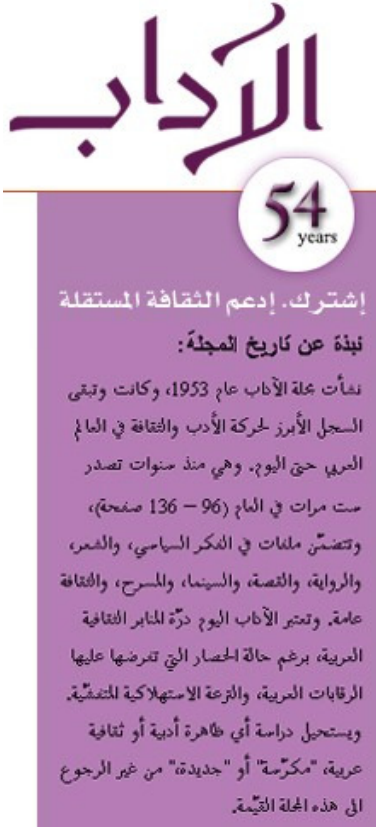 الآداب
54
years
إشترك. إدعم الثقافة المستقلة
نبذة عن تاريخ المجلة:
نشأت مجلة الآداب عام 1953، وكانت وتبقى
السجل الأبرز لحركة الأدب والثقافة في العالم
العربي حتى اليوم. وهي منذ سنوات تصدر
ست مرات في العام (96 – 136 صفحة)،
وتتضمّن ملفات في الفكر السياسي، والشعر،
والرواية، والقصة، والسينما، والمسرح، والثقافة
عامة. وتعتبر الآداب اليوم درّة المنابر الثقافية
العربية، برغم حالة الحصار التي تفرضها عليها
الرقابات العربية، والنزعة الاستهلاكية المتفشّية.
ويستحيل دراسة أي ظاهرة أدبية أو ثقافية
عربية، "مكرّسة" أو "جديدة" من غير الرجوع
الى هذه المجلة القيّمة.